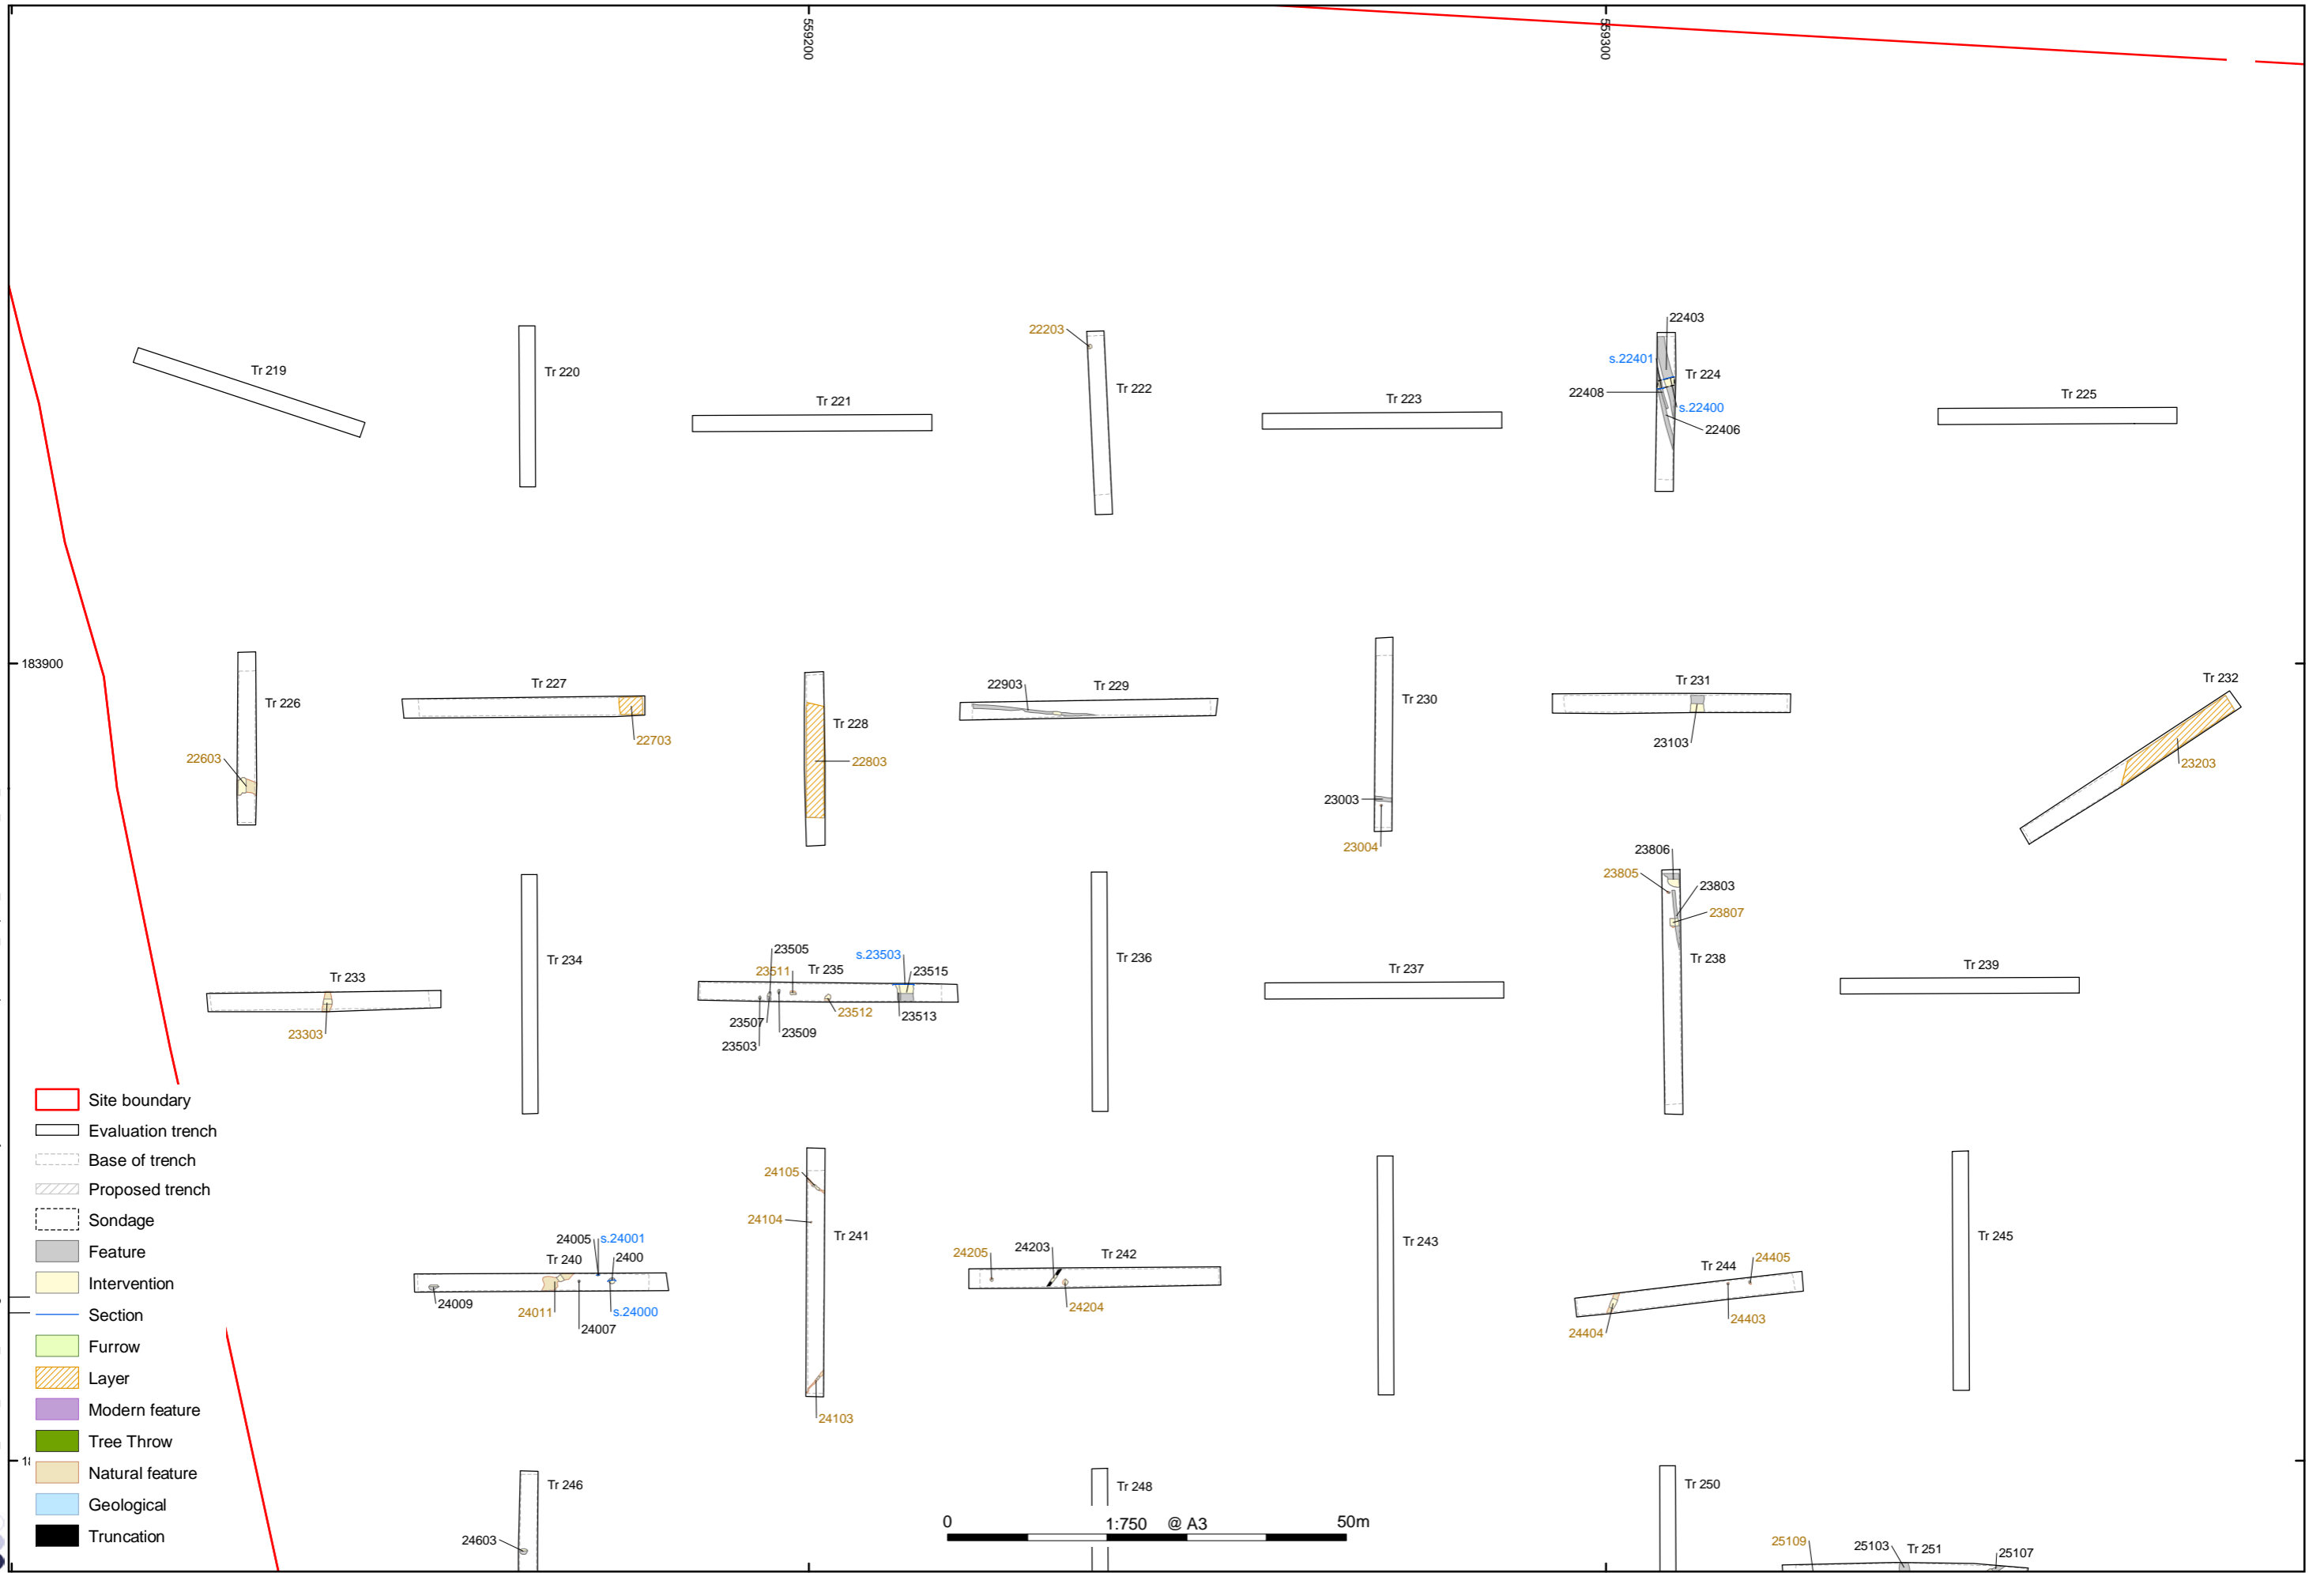 559200
559300
22203
22403
s.22401
Tr 219
Tr 220
Tr 222
Tr 224
22408
s.22400
Tr 221
Tr 223
Tr 225
22406
183900
Tr 226
Tr 227
22903
Tr 229
Tr 230
Tr 231
Tr 232
22703
Tr 228
23103
22603
22803
23203
23003
23004
23806
23805
23803
23807
Tr 234
23505
s.23503
Tr 236
Tr 238
Tr 233
23511
Tr 235
23515
Tr 237
Tr 239
23303
23507
23509
23512
23513
23503
Site boundary
Evaluation trench
Base of trench
Proposed trench
Sondage
Feature
Intervention
Section
Furrow
Layer
Modern feature
Tree Throw
Natural feature
Geological
Truncation
24105
24104
Tr 241
24005
s.24001
Tr 240
2400
24205
24203
Tr 242
Tr 243
Tr 244
24405
Tr 245
24009
24011
s.24000
24007
24204
24404
24403
24103
Tr 246
Tr 248
Tr 250
24603
0
1:750 @ A3
50m
25109
25103
Tr 251
25107